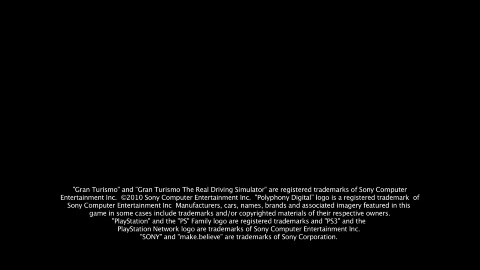 "Gran Turismo" and "Gran Turismo The Real Driving Simulator" are registered trademarks of Sony Computer
Entertainment Inc. ©2010 Sony Computer Entertainment Inc. "Polyphony Digital" logo is a registered trademark of
Sony Computer Entertainment Inc Manufacturers, cars, names, brands and associated imagery featured in this
game in some cases include trademarks and/or copyrighted materials of their respective owners.
"PlayStation" and the "PS" Family logo are registered trademarks and "PS3" and the
PlayStation Network logo are trademarks of Sony Computer Entertainment Inc.
"SONY" and "make.believe" are trademarks of Sony Corporation.